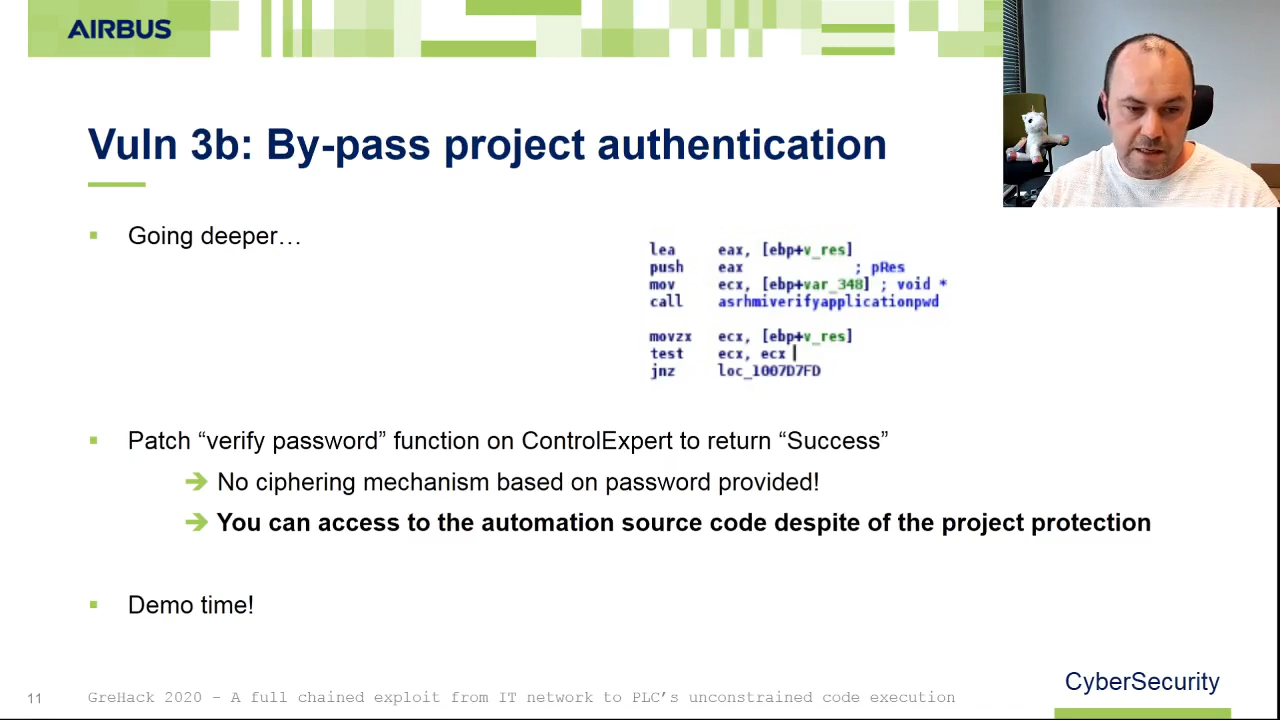 AIRBUS
Vuln 3b: By-pass project authentication
▪ Going deeper…
lea eax, [ebp+v_res]
push eax ; pRes
mov ecx, [ebp+var_348] ; void *
call asrhmiverifyapplicationpwd
movzx ecx, [ebp+v_res]
test ecx, ecx
jnz loc_1007D7FD
▪ Patch “verify password” function on ControlExpert to return “Success”
➔ No ciphering mechanism based on password provided!
➔ You can access to the automation source code despite of the project protection
▪ Demo time!
CyberSecurity
11 GreHack 2020 - A full chained exploit from IT network to PLC’s unconstrained code execution